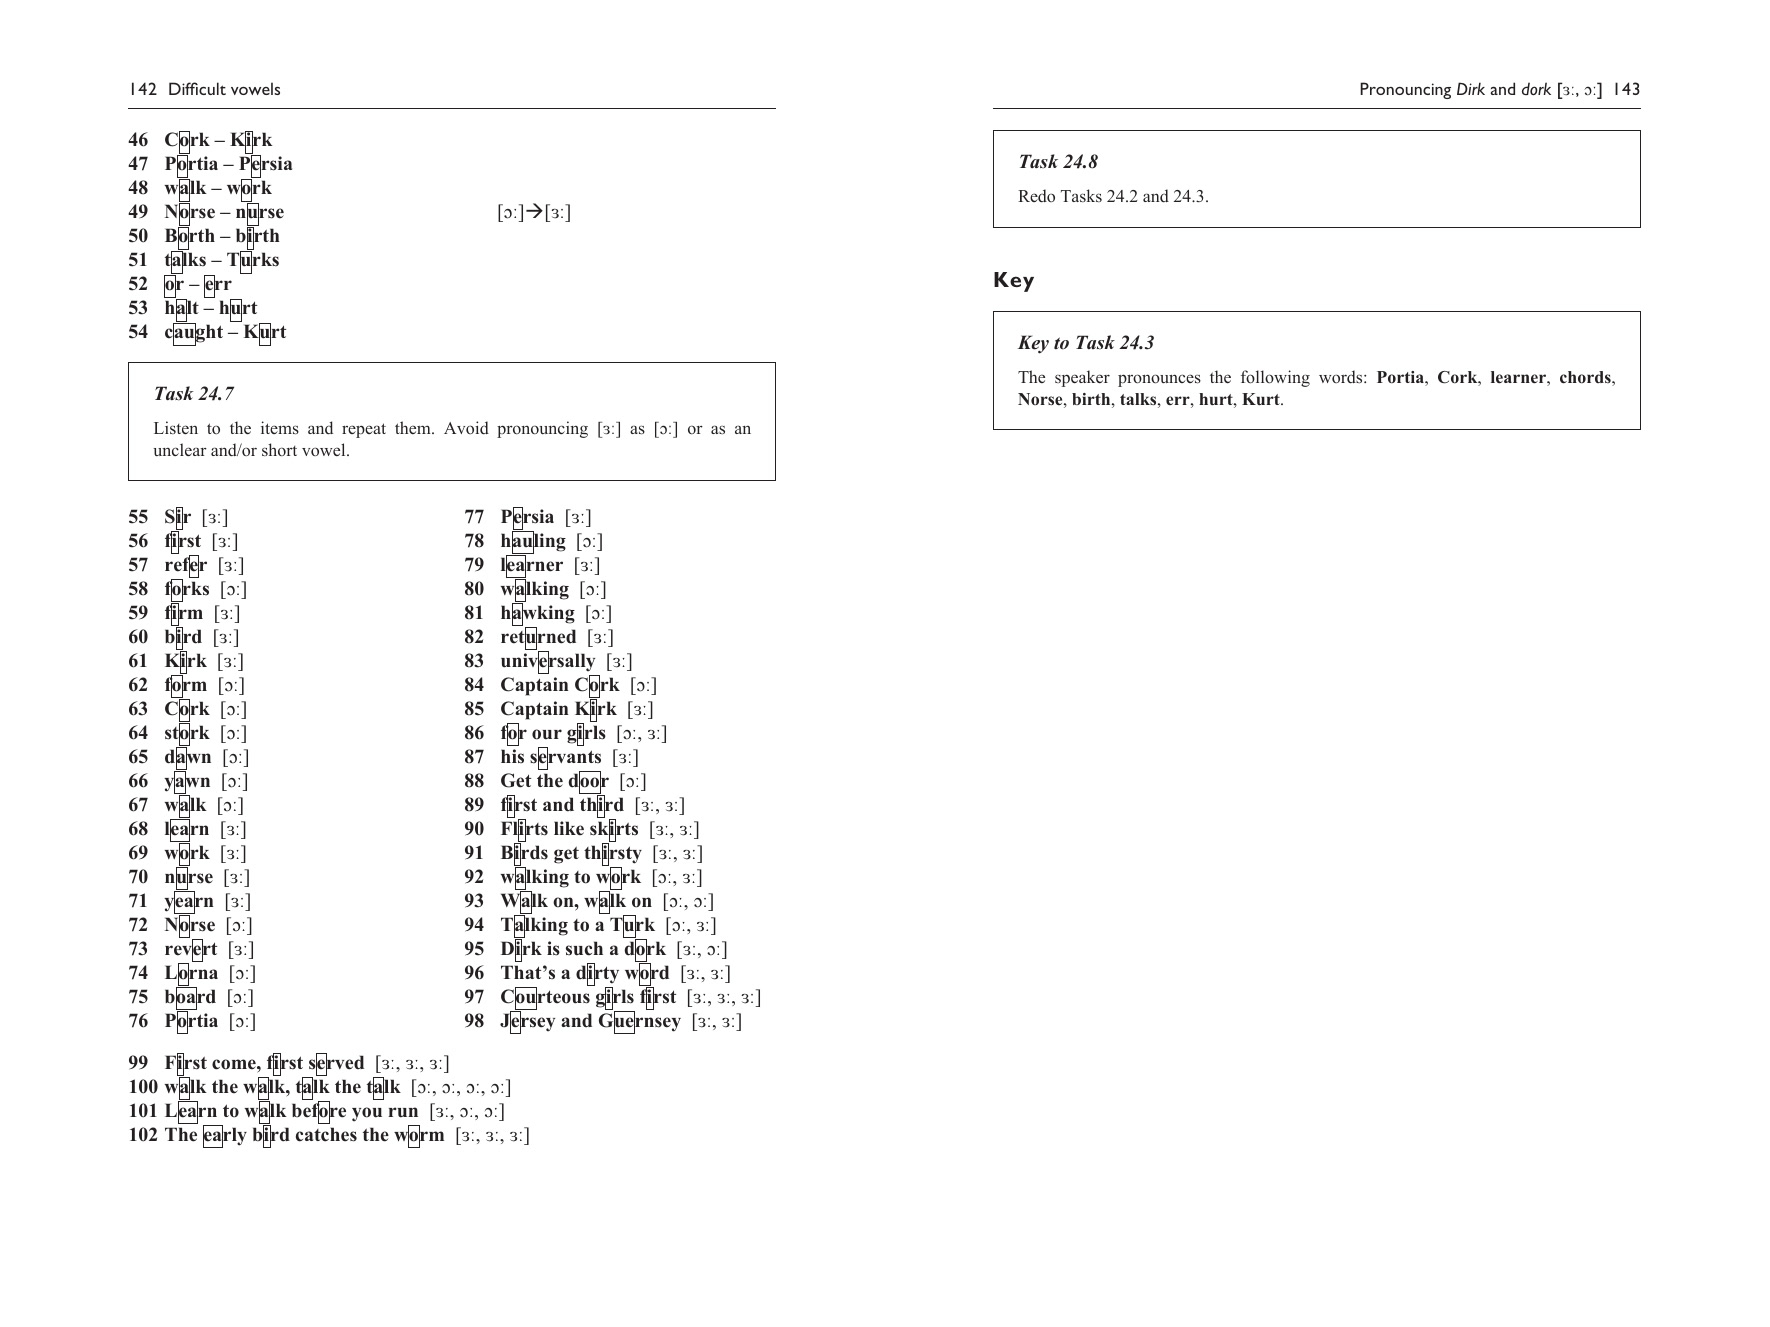 142 Difficult vowels
46 Cork – Kirk
47 Portia – Persia
48 walk – work
49 Norse – nurse [ɔː]→[ɜː]
50 Borth – birth
51 talks – Turks
52 or – err
53 halt – hurt
54 caught – Kurt
Task 24.7
Listen to the items and repeat them. Avoid pronouncing [ɜː] as [ɔː] or as an
unclear and/or short vowel.
55 Sir [ɜː]
56 first [ɜː]
57 refer [ɜː]
58 forks [ɔː]
59 firm [ɜː]
60 bird [ɜː]
61 Kirk [ɜː]
62 form [ɔː]
63 Cork [ɔː]
64 stork [ɔː]
65 dawn [ɔː]
66 yawn [ɔː]
67 walk [ɔː]
68 learn [ɜː]
69 work [ɜː]
70 nurse [ɜː]
71 yearn [ɜː]
72 Norse [ɔː]
73 revert [ɜː]
74 Lorna [ɔː]
75 board [ɔː]
76 Portia [ɔː]
77 Persia [ɜː]
78 hauling [ɔː]
79 learner [ɜː]
80 walking [ɔː]
81 hawking [ɔː]
82 returned [ɜː]
83 universally [ɜː]
84 Captain Cork [ɔː]
85 Captain Kirk [ɜː]
86 for our girls [ɔː, ɜː]
87 his servants [ɜː]
88 Get the door [ɔː]
89 first and third [ɜː, ɜː]
90 Flirts like skirts [ɜː, ɜː]
91 Birds get thirsty [ɜː, ɜː]
92 walking to work [ɔː, ɜː]
93 Walk on, walk on [ɔː, ɔː]
94 Talking to a Turk [ɔː, ɜː]
95 Dirk is such a dork [ɜː, ɔː]
96 That’s a dirty word [ɜː, ɜː]
97 Courteous girls first [ɜː, ɜː, ɜː]
98 Jersey and Guernsey [ɜː, ɜː]
99 First come, first served [ɜː, ɜː, ɜː]
100 walk the walk, talk the talk [ɔː, ɔː, ɔː, ɔː]
101 Learn to walk before you run [ɜː, ɔː, ɔː]
102 The early bird catches the worm [ɜː, ɜː, ɜː]
Pronouncing Dirk and dork [ɜː, ɔː] 143
Task 24.8
Redo Tasks 24.2 and 24.3.
Key
Key to Task 24.3
The speaker pronounces the following words: Portia, Cork, learner, chords,
Norse, birth, talks, err, hurt, Kurt.